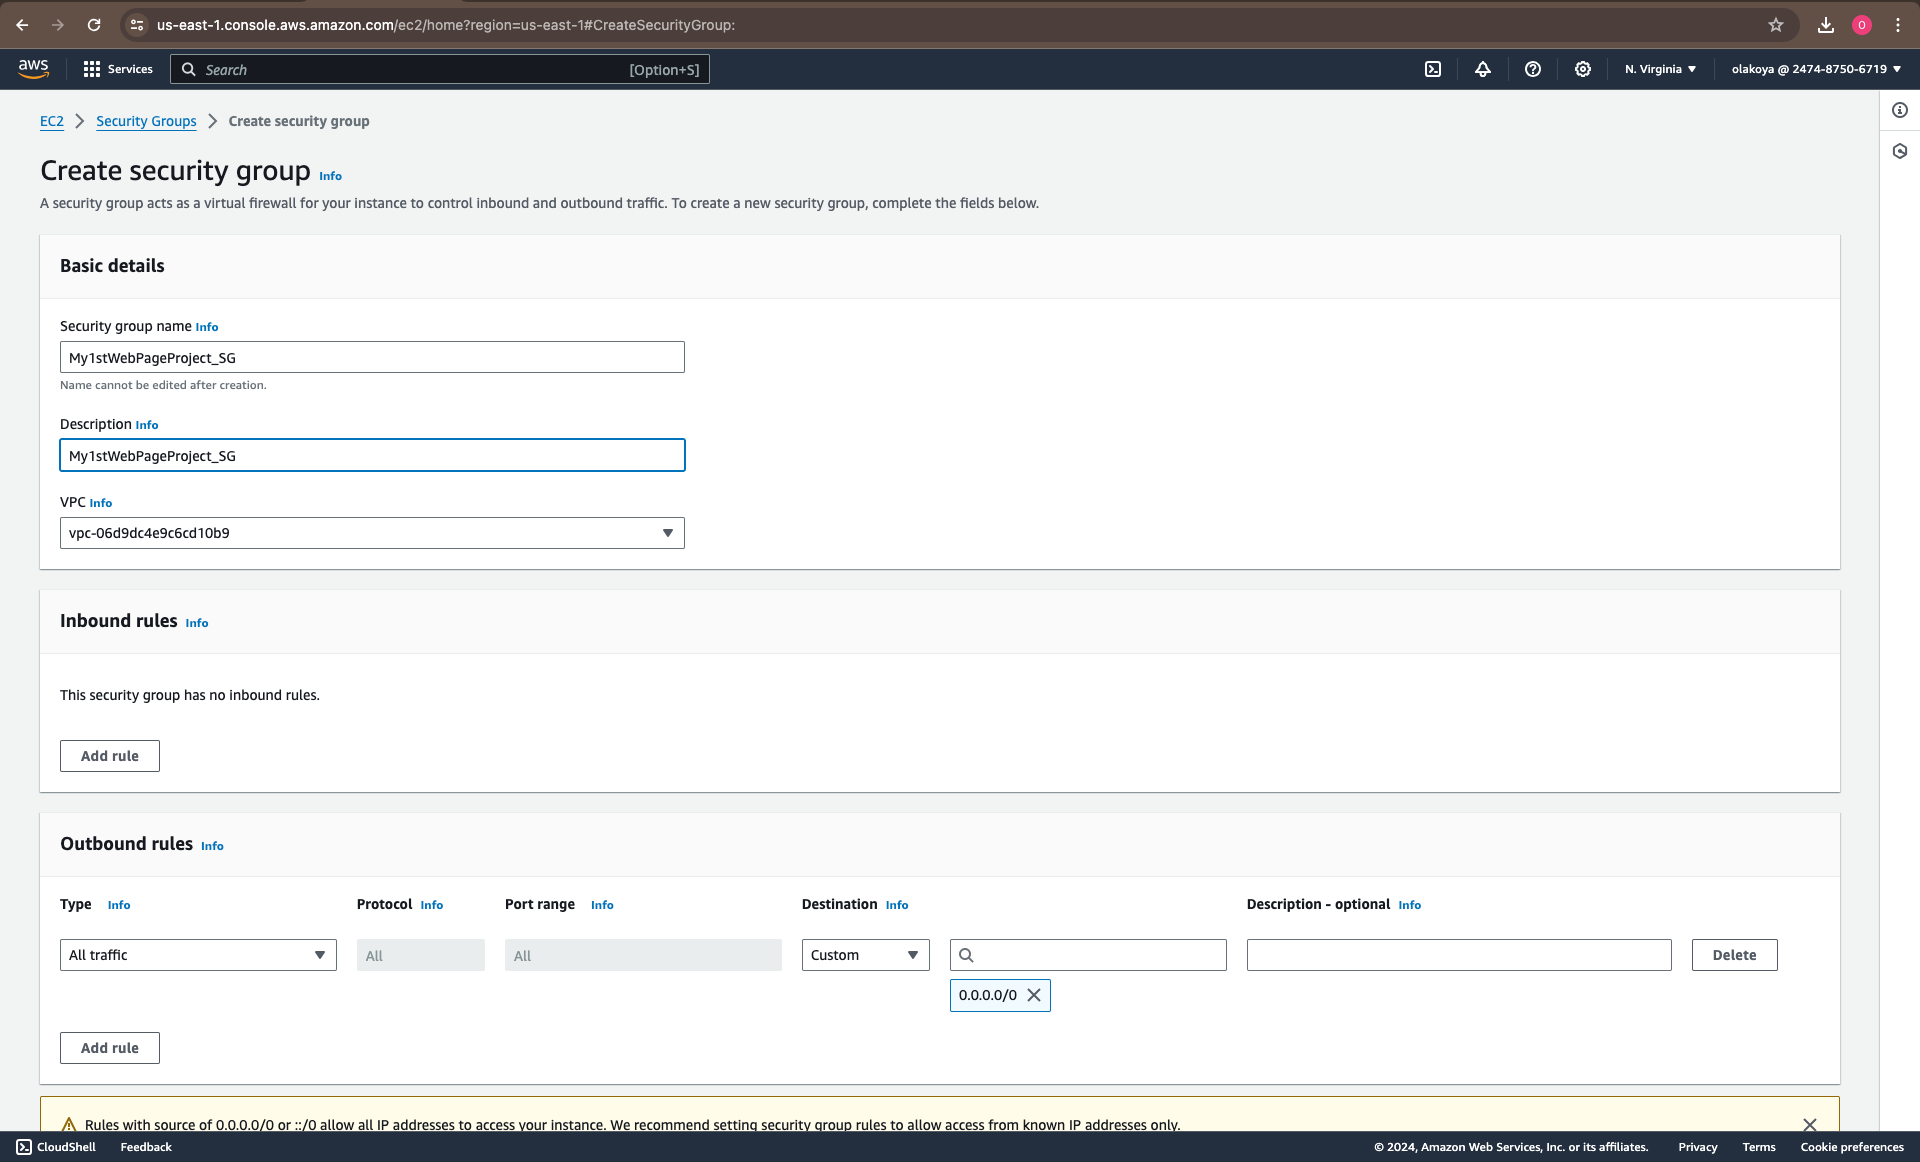 us-east-1.console.aws.amazon.com/ec2/home?region=us-east-1#CreateSecurityGroup:
O
aws
Services
Search
[Option+S]
N. Virginia
olakoya @ 2474-8750-6719
EC2
Security Groups
Create security group
Create security group Info
A security group acts as a virtual firewall for your instance to control inbound and outbound traffic. To create a new security group, complete the fields below.
Basic details
Security group name Info
My1stWebPageProject_SG
Name cannot be edited after creation.
Description Info
My1stWebPageProject_SG
VPC Info
vpc-06d9dc4e9c6cd10b9
Inbound rules Info
This security group has no inbound rules.
Add rule
Outbound rules Info
Type Info Protocol Info Port range Info Destination Info Description - optional Info
All traffic All All Custom Delete
0.0.0.0/0
Add rule
Rules with source of 0.0.0.0/0 or ::/0 allow all IP addresses to access your instance. We recommend setting security group rules to allow access from known IP addresses only.
CloudShell Feedback © 2024, Amazon Web Services, Inc. or its affiliates. Privacy Terms Cookie preferences